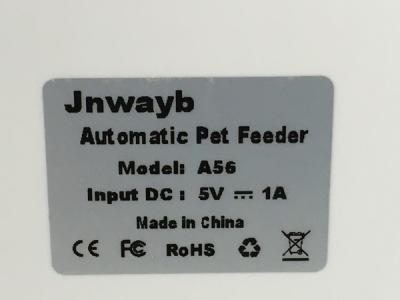 Jnwayb
Automatic Pet Feeder
Model: A56
Input DC : 5V ⎓ 1A
Made in China
CE FC RoHS